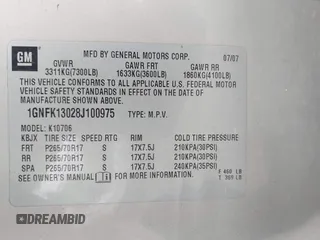 GM
MFD BY GENERAL MOTORS CORP. 07/07
GVWR GAWR FRT GAWR RR
3311KG(7300LB) 1633KG(3600LB) 1860KG(4100LB)
THIS VEHICLE CONFORMS TO ALL APPLICABLE U.S. FEDERAL MOTOR
VEHICLE SAFETY STANDARDS IN EFFECT ON THE DATE OF
MANUFACTURE SHOWN ABOVE.
1GNFK13028J100975 TYPE: M.P.V.
MODEL: K10706
KBJX TIRE SIZE SPEED RTG RIM COLD TIRE PRESSURE
FRT P265/70R17 S 17X7.5J 210KPA(30PSI)
RR P265/70R17 S 17X7.5J 210KPA(30PSI)
SPA P265/70R17 S 17X7.5J 240KPA(35PSI)
SEE OWNER'S MANUAL FOR ADDITIONAL INFORMATION
DREAMBID